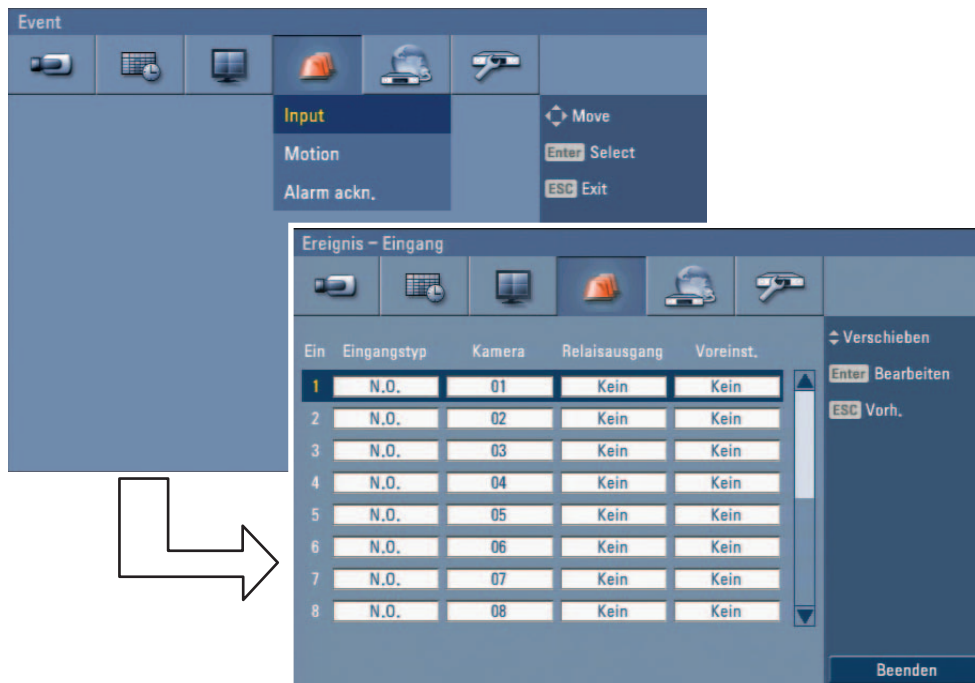 Event
Input
Motion
Alarm ackn.
Move
Enter Select
ESC Exit
Ereignis – Eingang
Ein Eingangstyp Kamera Relaisausgang Voreinst.
1 N.O. 01 Kein Kein
2 N.O. 02 Kein Kein
3 N.O. 03 Kein Kein
4 N.O. 04 Kein Kein
5 N.O. 05 Kein Kein
6 N.O. 06 Kein Kein
7 N.O. 07 Kein Kein
8 N.O. 08 Kein Kein
Verschieben
Enter Bearbeiten
ESC Vorh.
Beenden